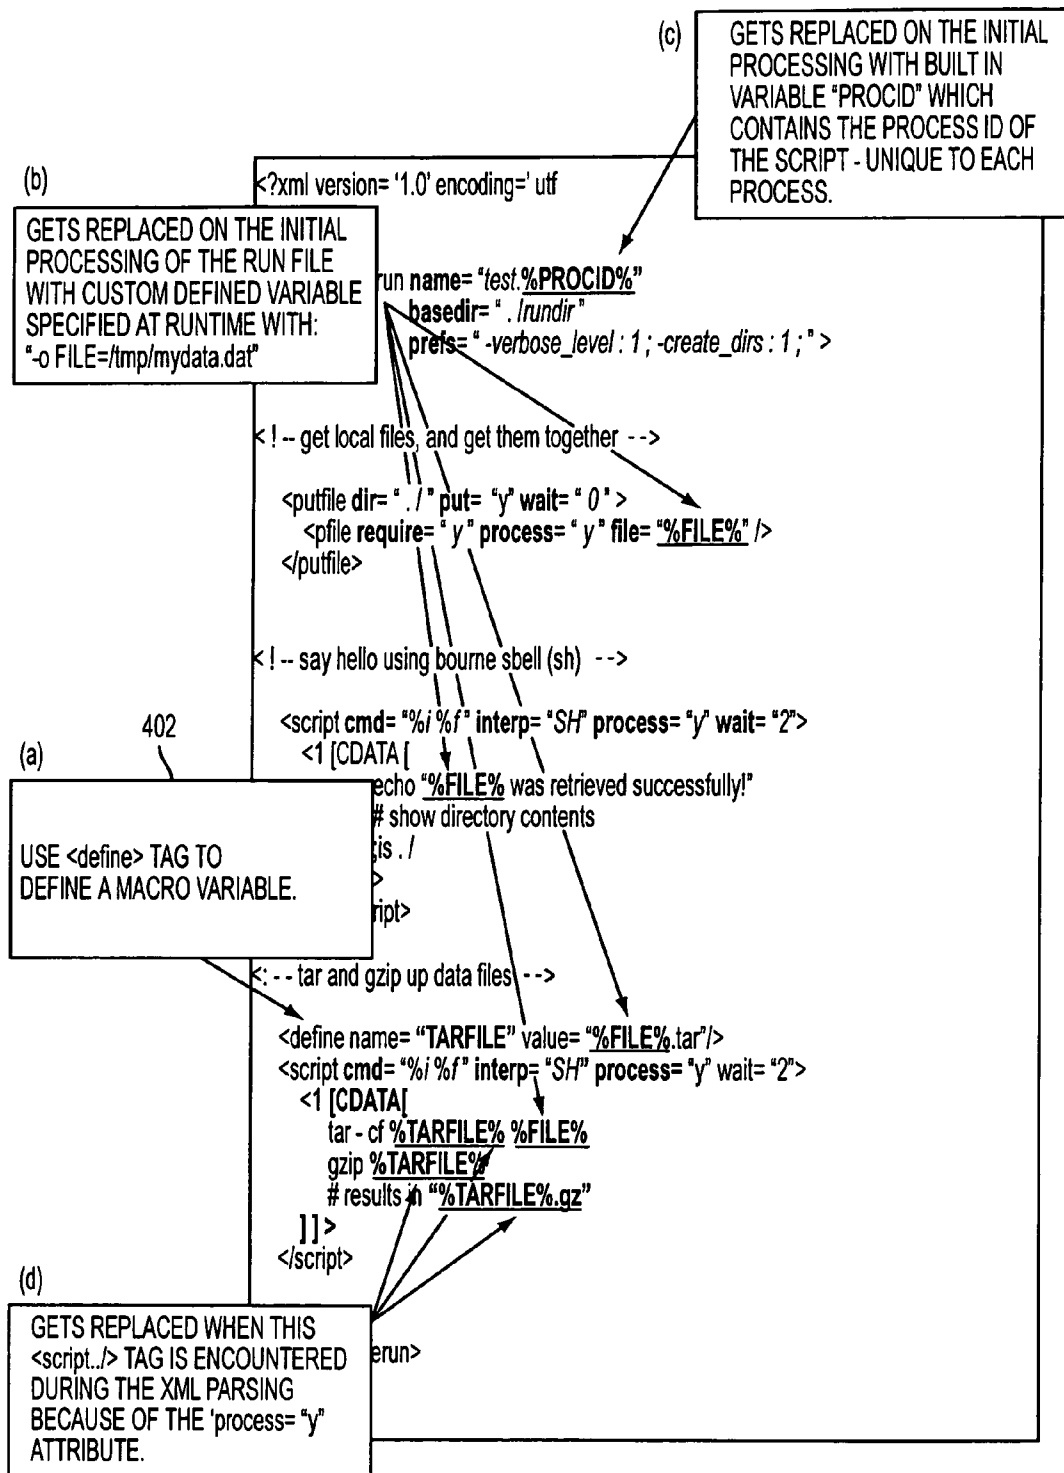 (c)
GETS REPLACED ON THE INITIAL
PROCESSING WITH BUILT IN
VARIABLE "PROCID" WHICH
CONTAINS THE PROCESS ID OF
THE SCRIPT - UNIQUE TO EACH
PROCESS.
(b)
GETS REPLACED ON THE INITIAL
PROCESSING OF THE RUN FILE
WITH CUSTOM DEFINED VARIABLE
SPECIFIED AT RUNTIME WITH:
"-o FILE=/tmp/mydata.dat"
<?xml version= '1.0' encoding=' utf
run name= "test.%PROCID%"
basedir= " . /rundir "
prefs= " -verbose_level : 1 ; -create_dirs : 1 ; " >
< ! -- get local files, and get them together - ->
<putfile dir= " . / " put= "y" wait= " 0 " >
<pfile require= " y " process= " y " file= "%FILE%" />
</putfile>
< ! -- say hello using bourne sbell (sh) - ->
<script cmd= "%i %f " interp= "SH" process= "y" wait= "2">
<1 [CDATA [
echo "%FILE% was retrieved successfully!"
# show directory contents
;is . /
>
ript>
402
(a)
USE <define> TAG TO
DEFINE A MACRO VARIABLE.
<: - - tar and gzip up data files - ->
<define name= "TARFILE" value= "%FILE%.tar"/>
<script cmd= "%i %f " interp= "SH" process= "y" wait= "2">
<1 [CDATA[
tar - cf %TARFILE% %FILE%
gzip %TARFILE%
# results in "%TARFILE%.gz"
] ] >
</script>
erun>
(d)
GETS REPLACED WHEN THIS
<script../> TAG IS ENCOUNTERED
DURING THE XML PARSING
BECAUSE OF THE 'process= "y"
ATTRIBUTE.